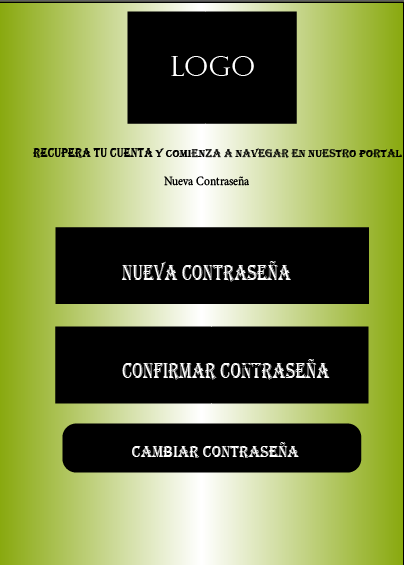 LOGO
RECUPERA TU CUENTA Y COMIENZA A NAVEGAR EN NUESTRO PORTAL
Nueva Contraseña
NUEVA CONTRASEÑA
CONFIRMAR CONTRASEÑA
CAMBIAR CONTRASEÑA